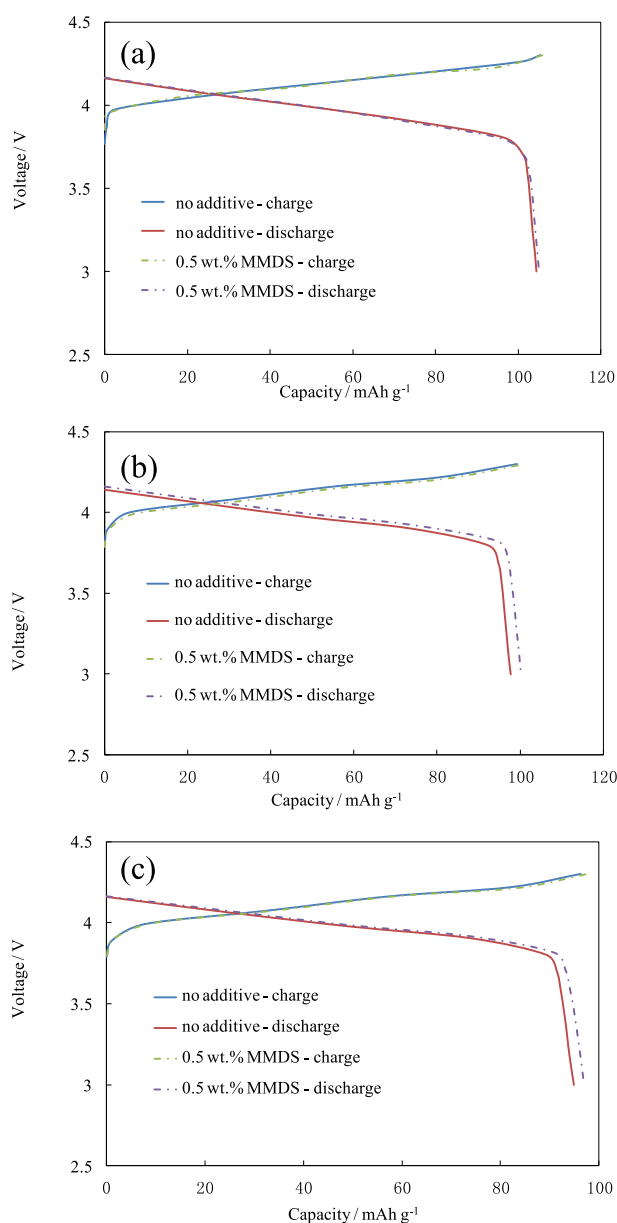 (a)
4.5
4
3.5
3
2.5
Voltage / V
no additive - charge
no additive - discharge
0.5 wt.% MMDS - charge
0.5 wt.% MMDS - discharge
0 20 40 60 80 100 120
Capacity / mAh g-1
(b)
4.5
4
3.5
3
2.5
Voltage / V
no additive - charge
no additive - discharge
0.5 wt.% MMDS - charge
0.5 wt.% MMDS - discharge
0 20 40 60 80 100 120
Capacity / mAh g-1
(c)
4.5
4
3.5
3
2.5
Voltage / V
no additive - charge
no additive - discharge
0.5 wt.% MMDS - charge
0.5 wt.% MMDS - discharge
0 20 40 60 80 100
Capacity / mAh g-1